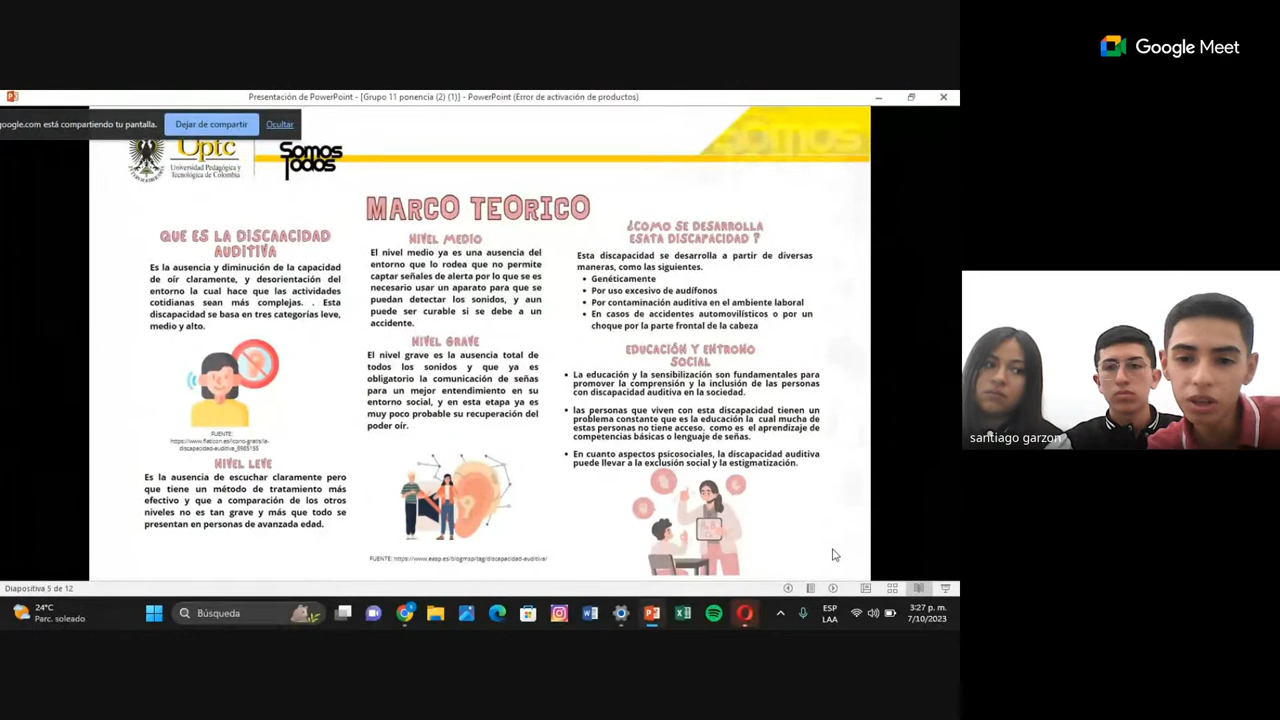 Google Meet
Presentación de PowerPoint - [Grupo 11 ponencia (2) (1)] - PowerPoint (Error de activación de productos)
google.com está compartiendo tu pantalla.
Dejar de compartir
Ocultar
Uptc
Universidad Pedagógica y
Tecnológica de Colombia
Somos
Todos
somos
MARCO TEORICO
QUE ES LA DISCAACIDAD
AUDITIVA
Es la ausencia y diminución de la capacidad
de oír claramente, y desorientación del
entorno la cual hace que las actividades
cotidianas sean más complejas. . Esta
discapacidad se basa en tres categorías leve,
medio y alto.
FUENTE:
NIVEL LEVE
Es la ausencia de escuchar claramente pero
que tiene un método de tratamiento más
efectivo y que a comparación de los otros
niveles no es tan grave y más que todo se
presentan en personas de avanzada edad.
NIVEL MEDIO
El nivel medio ya es una ausencia del
entorno que lo rodea que no permite
captar señales de alerta por lo que se es
necesario usar un aparato para que se
puedan detectar los sonidos, y aun
puede ser curable si se debe a un
accidente.
NIVEL GRAVE
El nivel grave es la ausencia total de
todos los sonidos y que ya es
obligatorio la comunicación de señas
para un mejor entendimiento en su
entorno social, y en esta etapa ya es
muy poco probable su recuperación del
poder oír.
FUENTE: https://www.easp.es/blogmsp/tag/discapacidad-auditiva/
¿COMO SE DESARROLLA
ESATA DISCAPACIDAD ?
Esta discapacidad se desarrolla a partir de diversas
maneras, como las siguientes.
• Genéticamente
• Por uso excesivo de audífonos
• Por contaminación auditiva en el ambiente laboral
• En casos de accidentes automovilísticos o por un
choque por la parte frontal de la cabeza
EDUCACIÓN Y ENTRONO
SOCIAL
• La educación y la sensibilización son fundamentales para
promover la comprensión y la inclusión de las personas
con discapacidad auditiva en la sociedad.
• las personas que viven con esta discapacidad tienen un
problema constante que es la educación la cual mucha de
estas personas no tiene acceso. como es el aprendizaje de
competencias básicas o lenguaje de señas.
• En cuanto aspectos psicosociales, la discapacidad auditiva
puede llevar a la exclusión social y la estigmatización.
santiago garzon
Diapositiva 5 de 12
24°C
Parc. soleado
Búsqueda
ESP
LAA
3:27 p. m.
7/10/2023